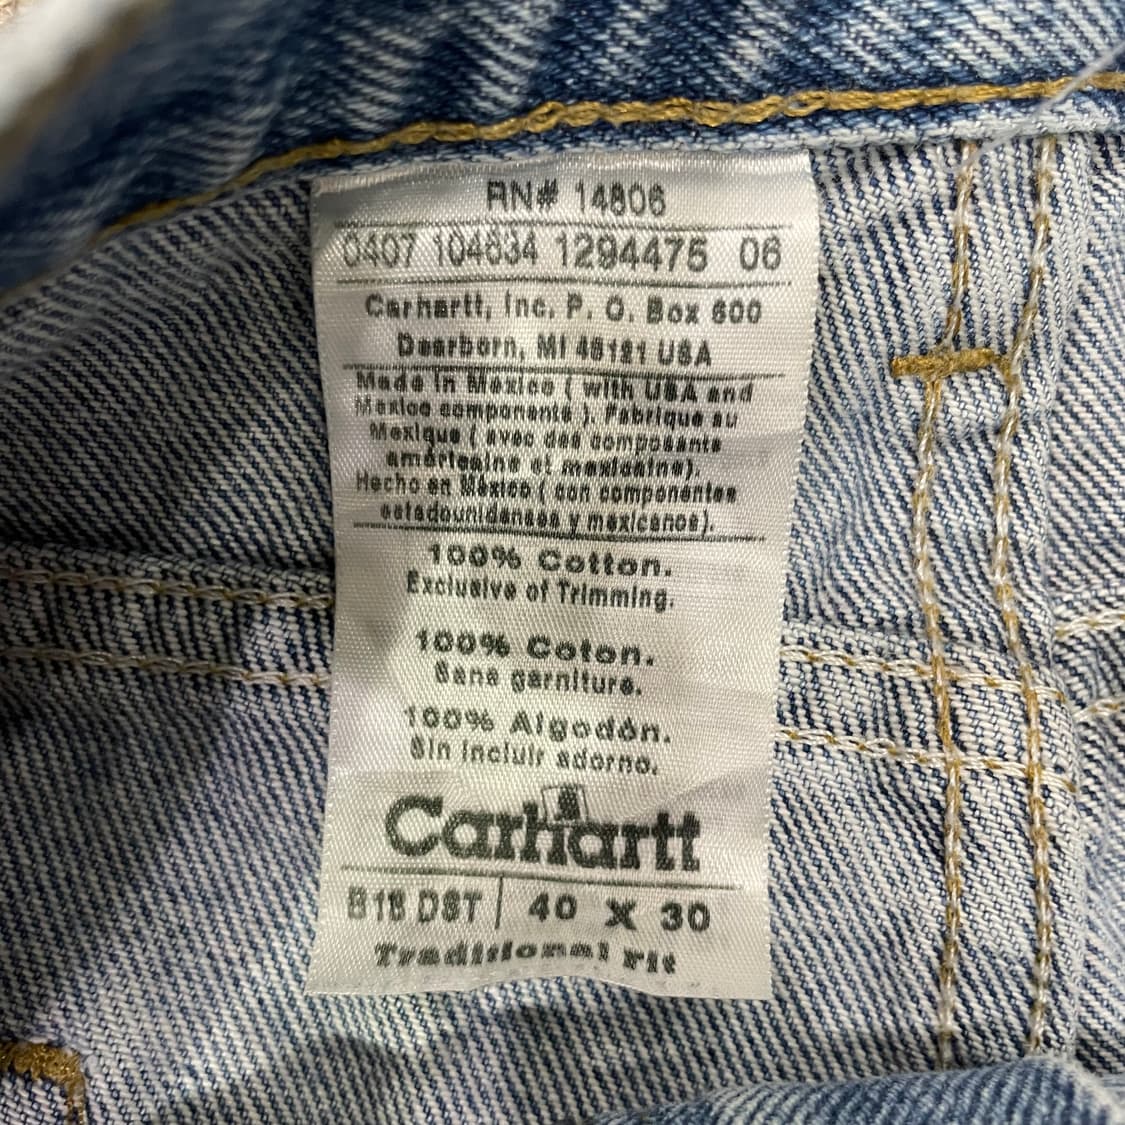 RN# 14806
0407 104634 1294475 06
Carhartt, Inc. P. O. Box 600
Dearborn, MI 48121 USA
Made in Mexico ( with USA and
Mexico components ). Fabrique au
Mexique ( avec des composants
américains et mexicains).
Hecho en México ( con componentes
estadounidenses y mexicanos).
100% Cotton.
Exclusive of Trimming.
100% Coton.
Sans garniture.
100% Algodón.
Sin incluir adorno.
Carhartt
B18 DST 40 X 30
Traditional Fit